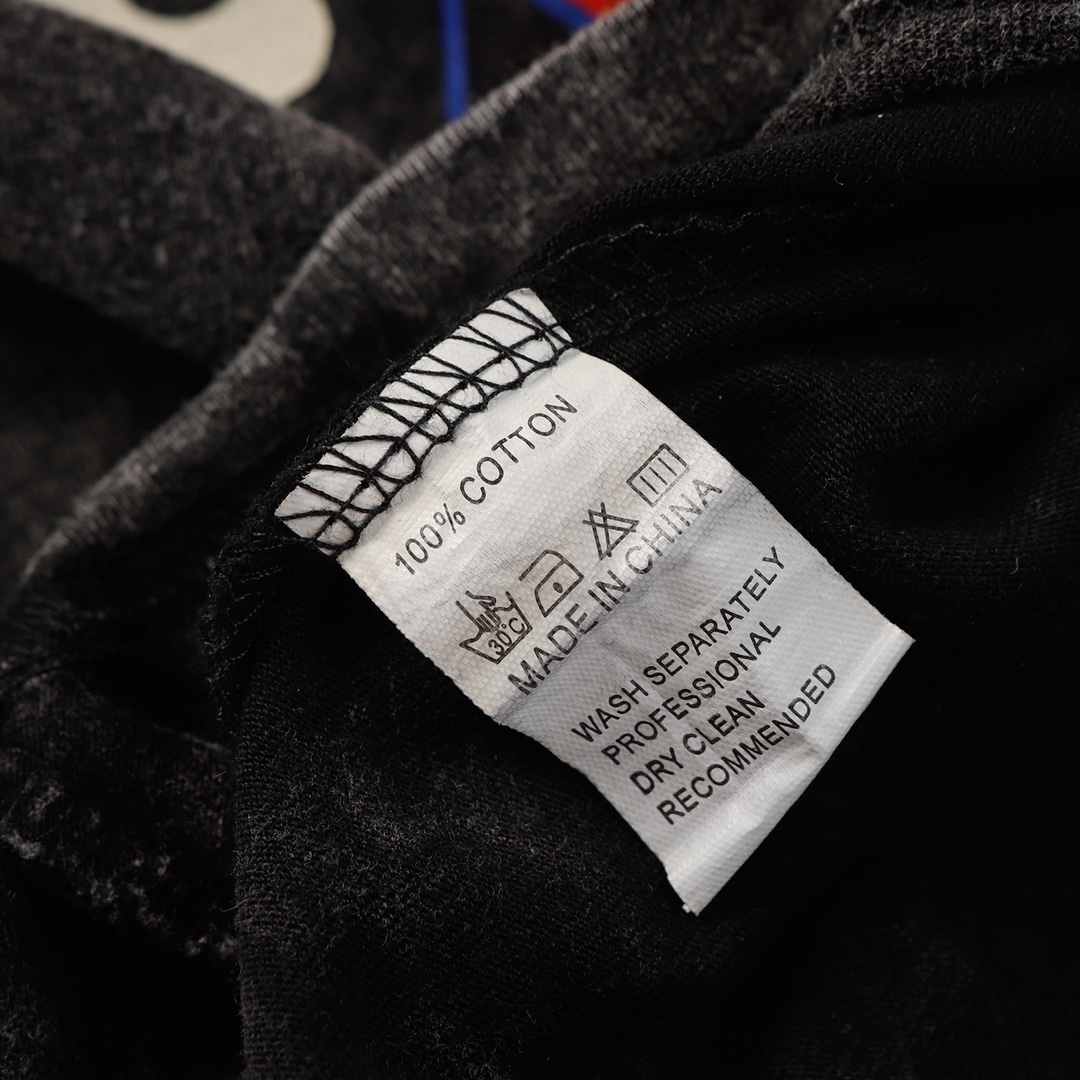 100% COTTON
30°C
MADE IN CHINA
WASH SEPARATELY
PROFESSIONAL
DRY CLEAN
RECOMMENDED